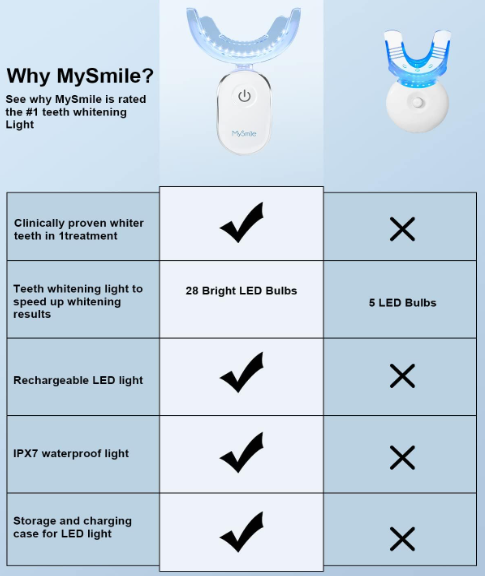 Why MySmile?
See why MySmile is rated
the #1 teeth whitening
Light
MySmile
Clinically proven whiter
teeth in 1treatment
Teeth whitening light to
speed up whitening
results
28 Bright LED Bulbs
5 LED Bulbs
Rechargeable LED light
IPX7 waterproof light
Storage and charging
case for LED light